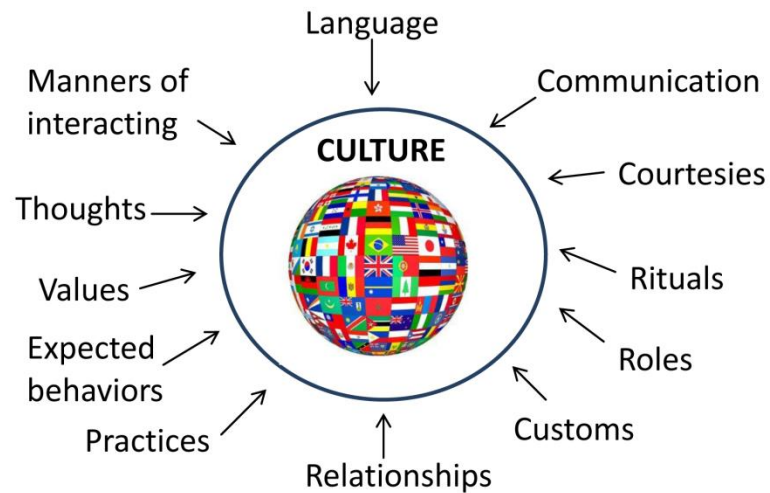 Language
Manners of
interacting
Communication
CULTURE
Courtesies
Thoughts
Values
Rituals
Expected
behaviors
Roles
Practices
Customs
Relationships